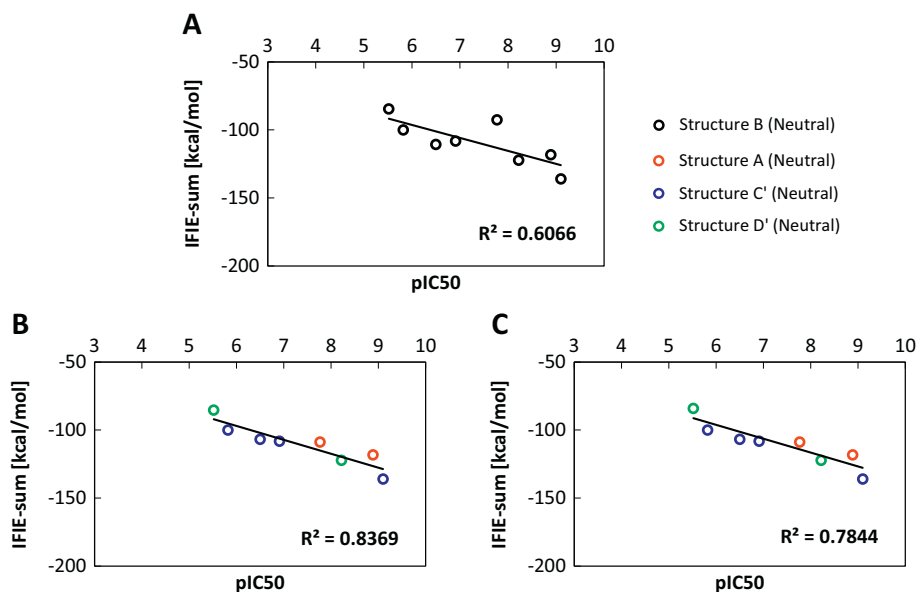 A
3 4 5 6 7 8 9 10
-50
-100
-150
-200
IFIE-sum [kcal/mol]
R² = 0.6066
pIC50
Structure B (Neutral)
Structure A (Neutral)
Structure C' (Neutral)
Structure D' (Neutral)
B
3 4 5 6 7 8 9 10
-50
-100
-150
-200
IFIE-sum [kcal/mol]
R² = 0.8369
pIC50
C
3 4 5 6 7 8 9 10
-50
-100
-150
-200
IFIE-sum [kcal/mol]
R² = 0.7844
pIC50